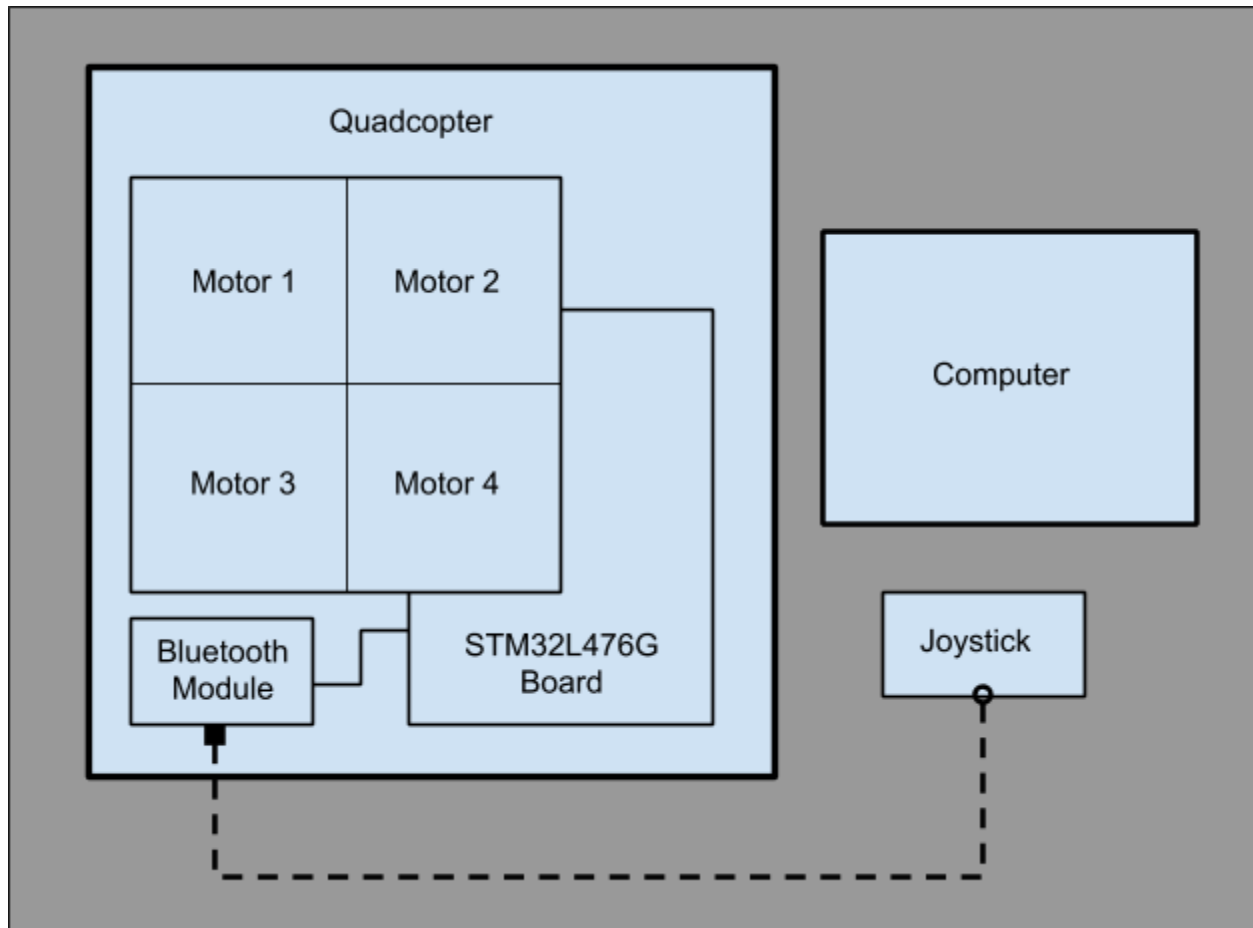 Quadcopter
Motor 1
Motor 2
Motor 3
Motor 4
Bluetooth
Module
STM32L476G
Board
Computer
Joystick